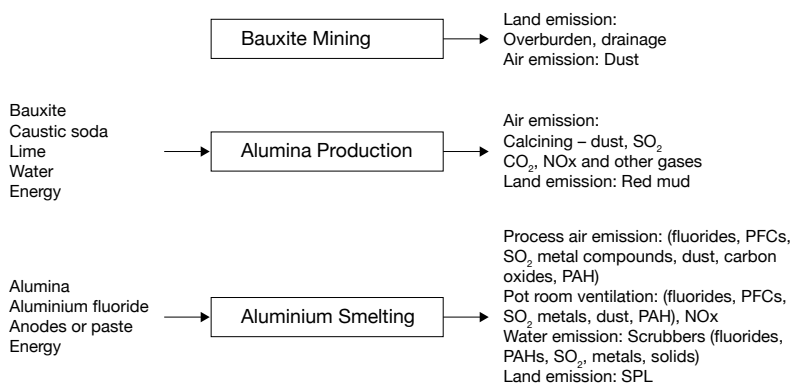 Bauxite Mining
Land emission:
Overburden, drainage
Air emission: Dust
Bauxite
Caustic soda
Lime
Water
Energy
Alumina Production
Air emission:
Calcining – dust, SO₂
CO₂, NOx and other gases
Land emission: Red mud
Alumina
Aluminium fluoride
Anodes or paste
Energy
Aluminium Smelting
Process air emission: (fluorides, PFCs,
SO₂ metal compounds, dust, carbon
oxides, PAH)
Pot room ventilation: (fluorides, PFCs,
SO₂ metals, dust, PAH), NOx
Water emission: Scrubbers (fluorides,
PAHs, SO₂, metals, solids)
Land emission: SPL